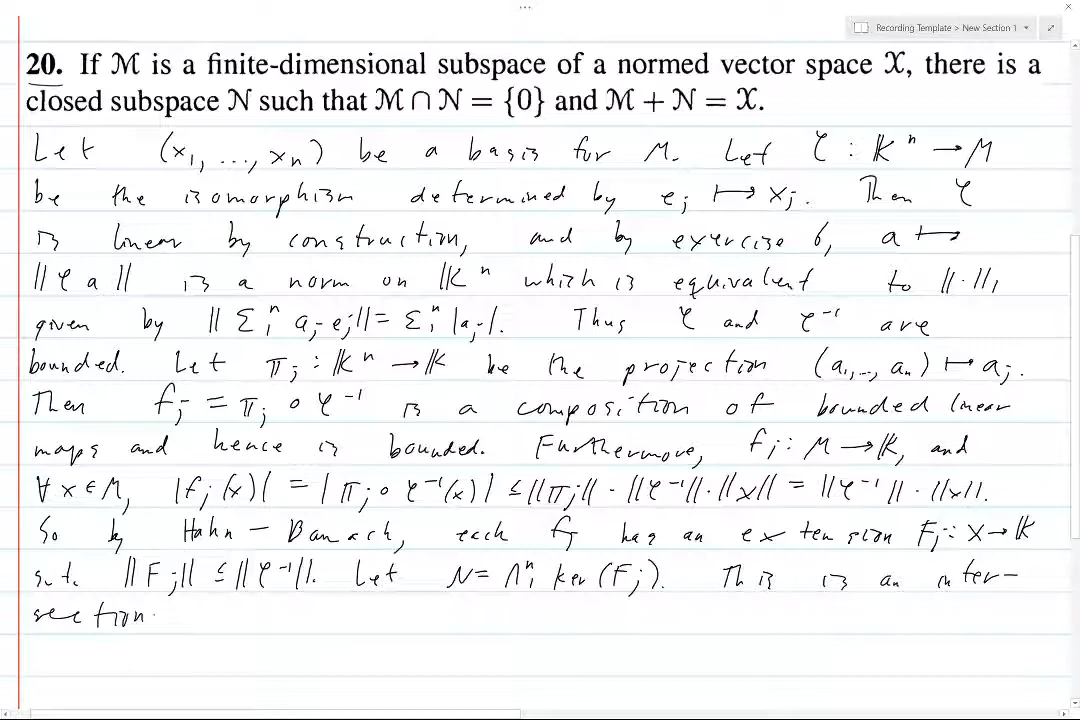 Recording Template > New Section 1
20. If M is a finite-dimensional subspace of a normed vector space X, there is a
closed subspace N such that M ∩ N = {0} and M + N = X.
Let (x₁, ..., xₙ) be a basis for M. Let φ : 𝕂ⁿ → M
be the isomorphism determined by eⱼ ↦ xⱼ. Then φ
is linear by construction, and by exercise 6, a ↦
||φ a|| is a norm on 𝕂ⁿ which is equivalent to ||·||₁
given by ||Σ₁ⁿ aⱼeⱼ|| = Σ₁ⁿ |aⱼ|. Thus φ and φ⁻¹ are
bounded. Let πⱼ : 𝕂ⁿ → 𝕂 be the projection (a₁, ..., aₙ) ↦ aⱼ.
Then fⱼ = πⱼ ∘ φ⁻¹ is a composition of bounded linear
maps and hence is bounded. Furthermore, fⱼ : M → 𝕂, and
∀ x ∈ M, |fⱼ(x)| = |πⱼ ∘ φ⁻¹(x)| ≤ ||πⱼ|| · ||φ⁻¹|| · ||x|| = ||φ⁻¹|| · ||x||.
So by Hahn – Banach, each fⱼ has an extension Fⱼ : X → 𝕂
s.t. ||Fⱼ|| ≤ ||φ⁻¹||. Let N = ∩₁ⁿ ker(Fⱼ). This is an inter-
section